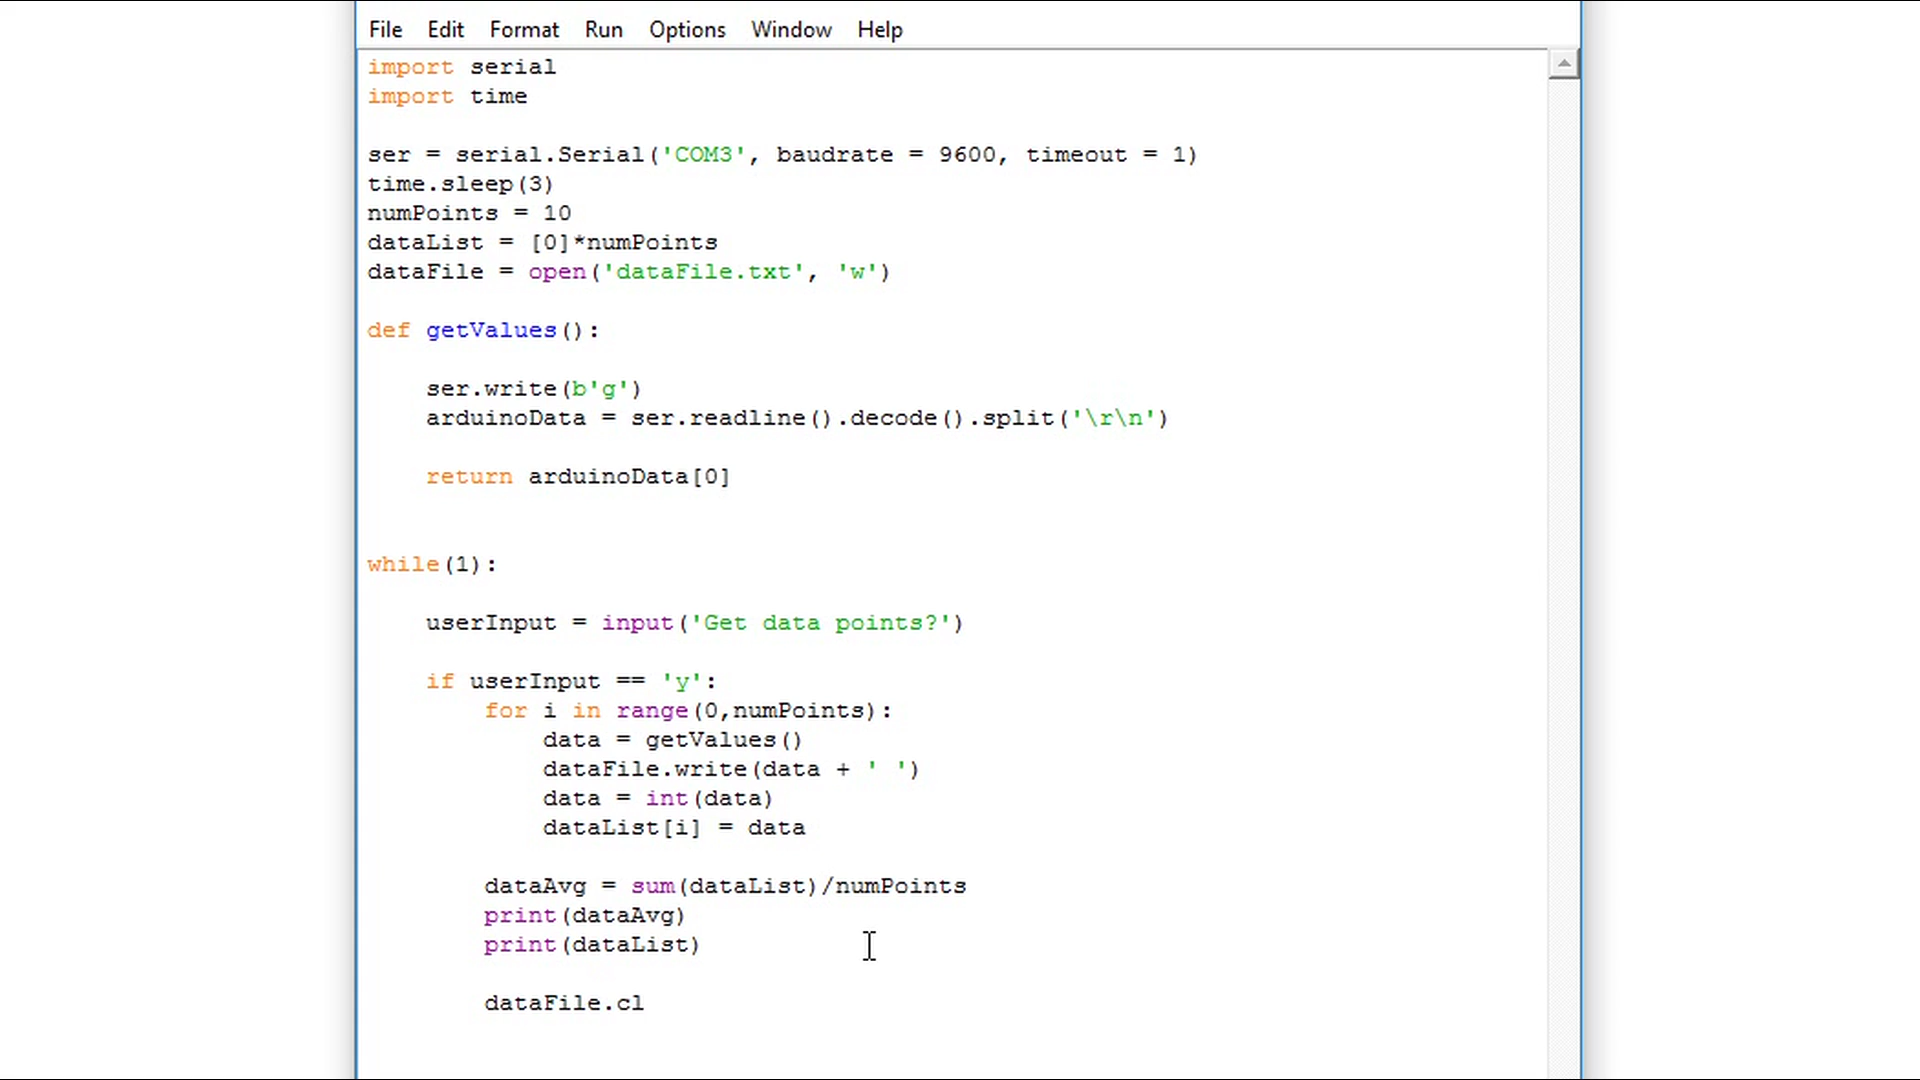 File Edit Format Run Options Window Help
import serial
import time
ser = serial.Serial('COM3', baudrate = 9600, timeout = 1)
time.sleep(3)
numPoints = 10
dataList = [0]*numPoints
dataFile = open('dataFile.txt', 'w')
def getValues():
    ser.write(b'g')
    arduinoData = ser.readline().decode().split('\r\n')
    return arduinoData[0]
while(1):
    userInput = input('Get data points?')
    if userInput == 'y':
        for i in range(0,numPoints):
            data = getValues()
            dataFile.write(data + ' ')
            data = int(data)
            dataList[i] = data
        dataAvg = sum(dataList)/numPoints
        print(dataAvg)
        print(dataList)
        dataFile.cl